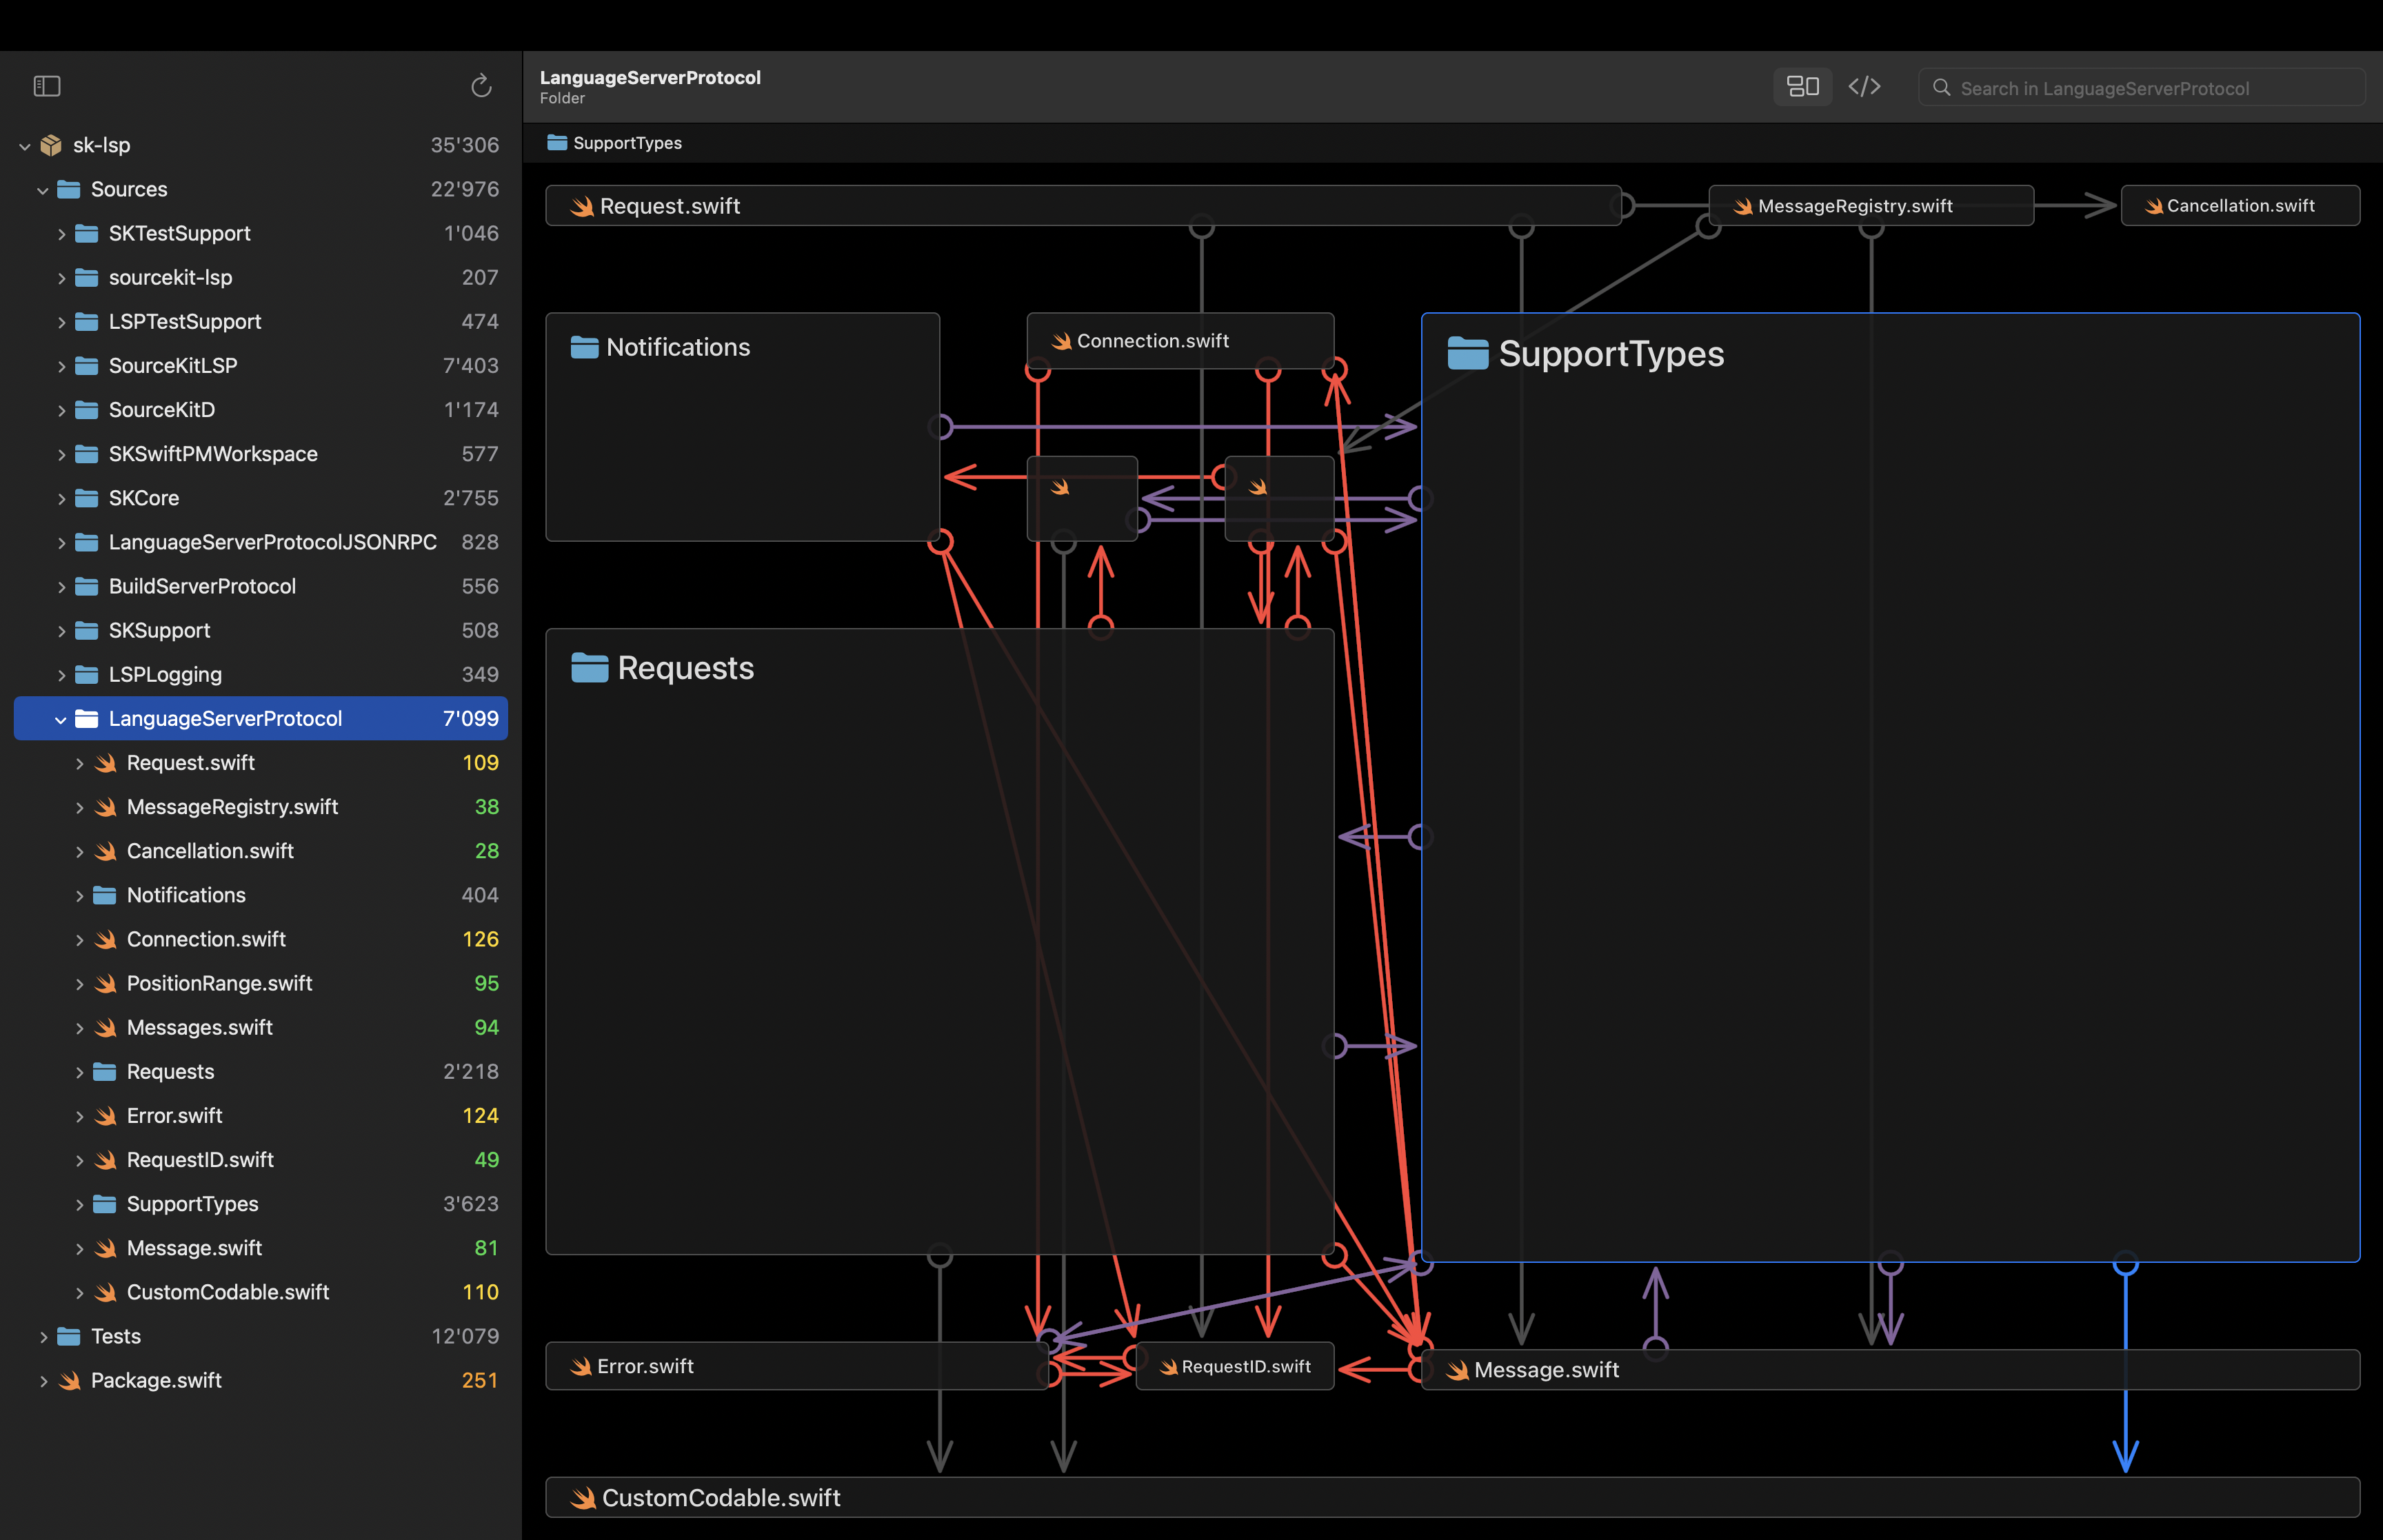 sk-lsp 35'306
Sources 22'976
SKTestSupport 1'046
sourcekit-lsp 207
LSPTestSupport 474
SourceKitLSP 7'403
SourceKitD 1'174
SKSwiftPMWorkspace 577
SKCore 2'755
LanguageServerProtocolJSONRPC 828
BuildServerProtocol 556
SKSupport 508
LSPLogging 349
LanguageServerProtocol 7'099
Request.swift 109
MessageRegistry.swift 38
Cancellation.swift 28
Notifications 404
Connection.swift 126
PositionRange.swift 95
Messages.swift 94
Requests 2'218
Error.swift 124
RequestID.swift 49
SupportTypes 3'623
Message.swift 81
CustomCodable.swift 110
Tests 12'079
Package.swift 251
LanguageServerProtocol
Folder
</> Search in LanguageServerProtocol
SupportTypes
Request.swift MessageRegistry.swift Cancellation.swift
Notifications Connection.swift SupportTypes
Requests
Error.swift RequestID.swift Message.swift
CustomCodable.swift